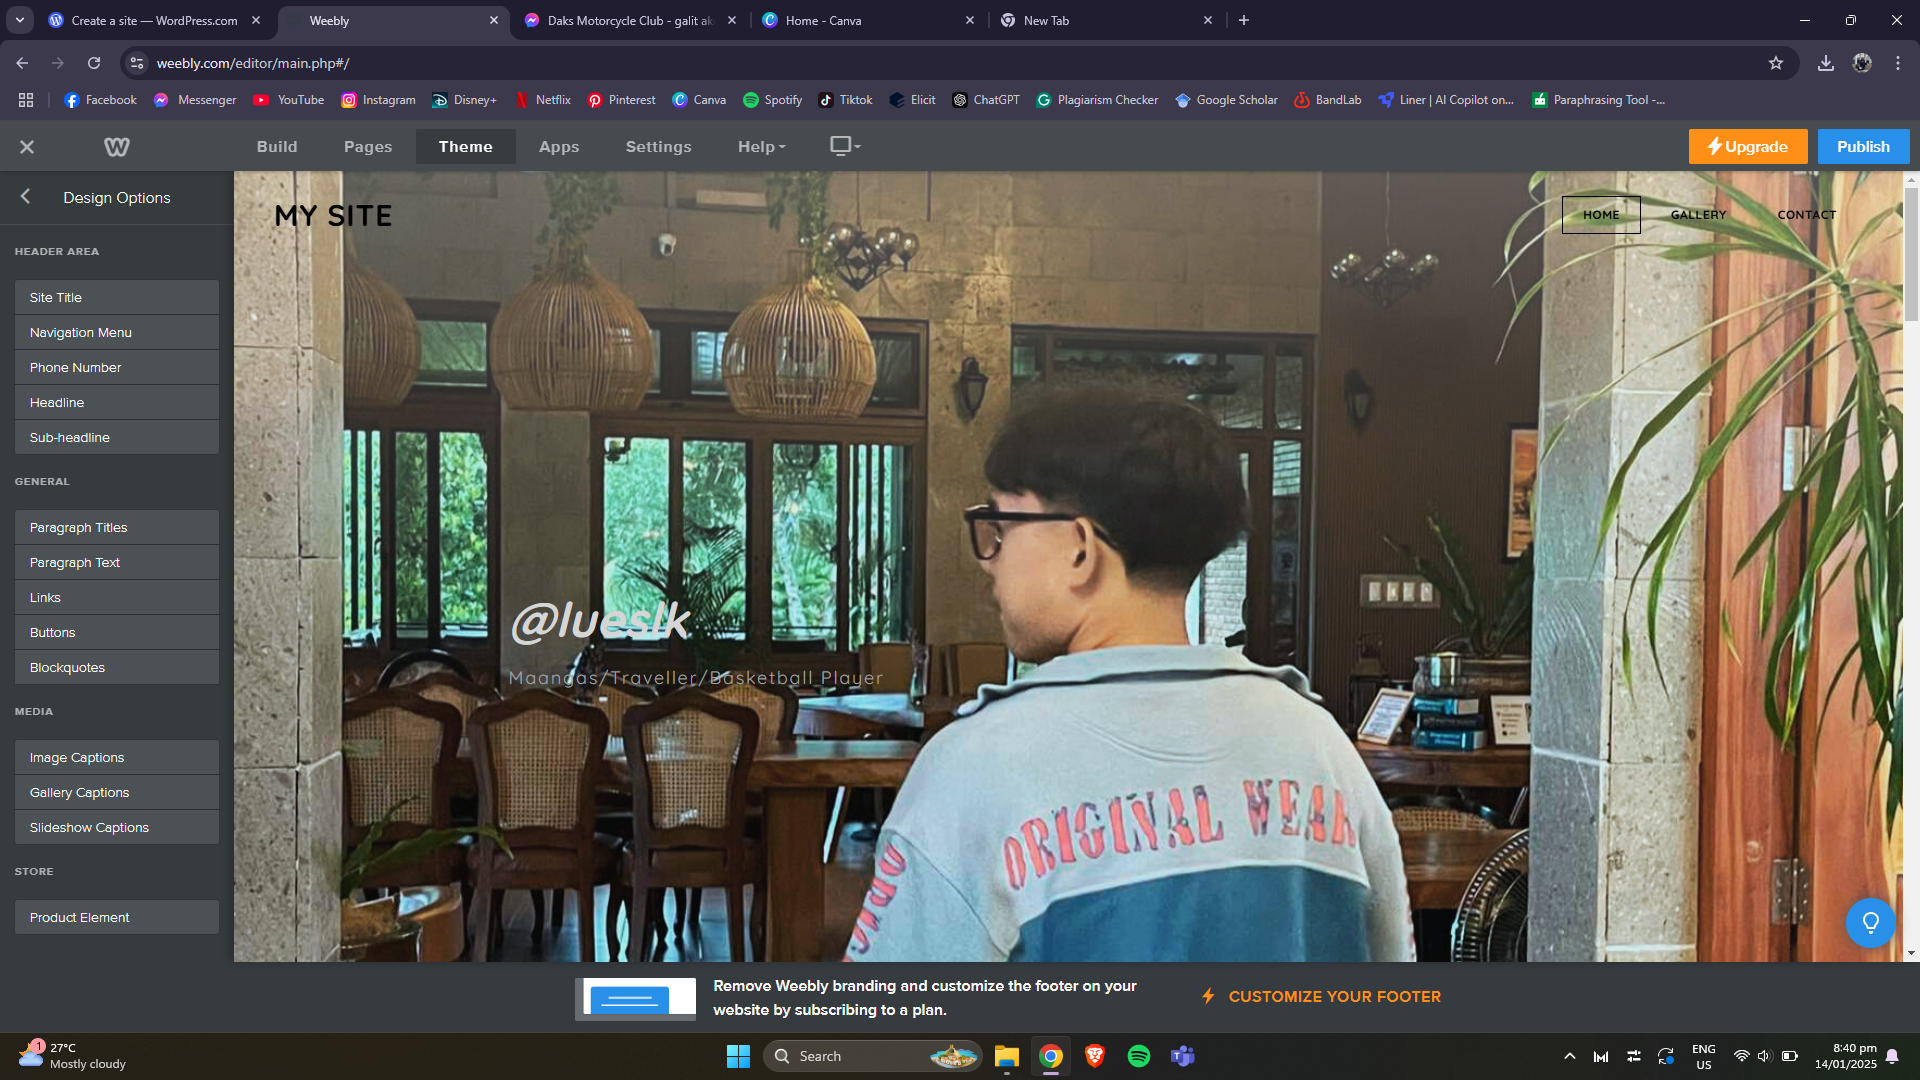 Create a site — WordPress.com
Weebly
Daks Motorcycle Club - galit ak
Home - Canva
New Tab
weebly.com/editor/main.php#/
Facebook
Messenger
YouTube
Instagram
Disney+
Netflix
Pinterest
Canva
Spotify
Tiktok
Elicit
ChatGPT
Plagiarism Checker
Google Scholar
BandLab
Liner | AI Copilot on...
Paraphrasing Tool -...
Build
Pages
Theme
Apps
Settings
Help
Upgrade
Publish
Design Options
HEADER AREA
Site Title
Navigation Menu
Phone Number
Headline
Sub-headline
GENERAL
Paragraph Titles
Paragraph Text
Links
Buttons
Blockquotes
MEDIA
Image Captions
Gallery Captions
Slideshow Captions
STORE
Product Element
MY SITE
HOME
GALLERY
CONTACT
@lueslk
Maangas/Traveller/Basketball Player
ORIGINAL WEAR
Remove Weebly branding and customize the footer on your
website by subscribing to a plan.
CUSTOMIZE YOUR FOOTER
1
27°C
Mostly cloudy
Search
ENG
US
8:40 pm
14/01/2025